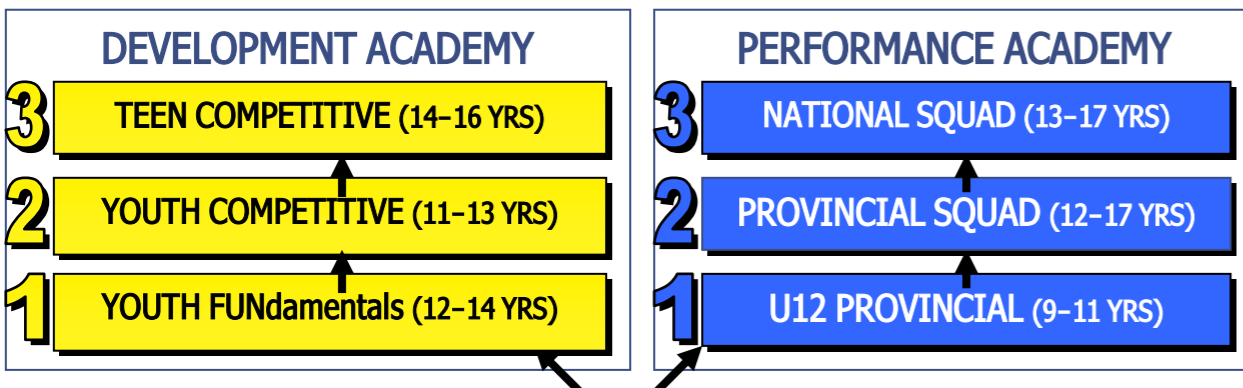 DEVELOPMENT ACADEMY
3 TEEN COMPETITIVE (14–16 YRS)
2 YOUTH COMPETITIVE (11–13 YRS)
1 YOUTH FUNdamentals (12–14 YRS)
PERFORMANCE ACADEMY
3 NATIONAL SQUAD (13–17 YRS)
2 PROVINCIAL SQUAD (12–17 YRS)
1 U12 PROVINCIAL (9–11 YRS)